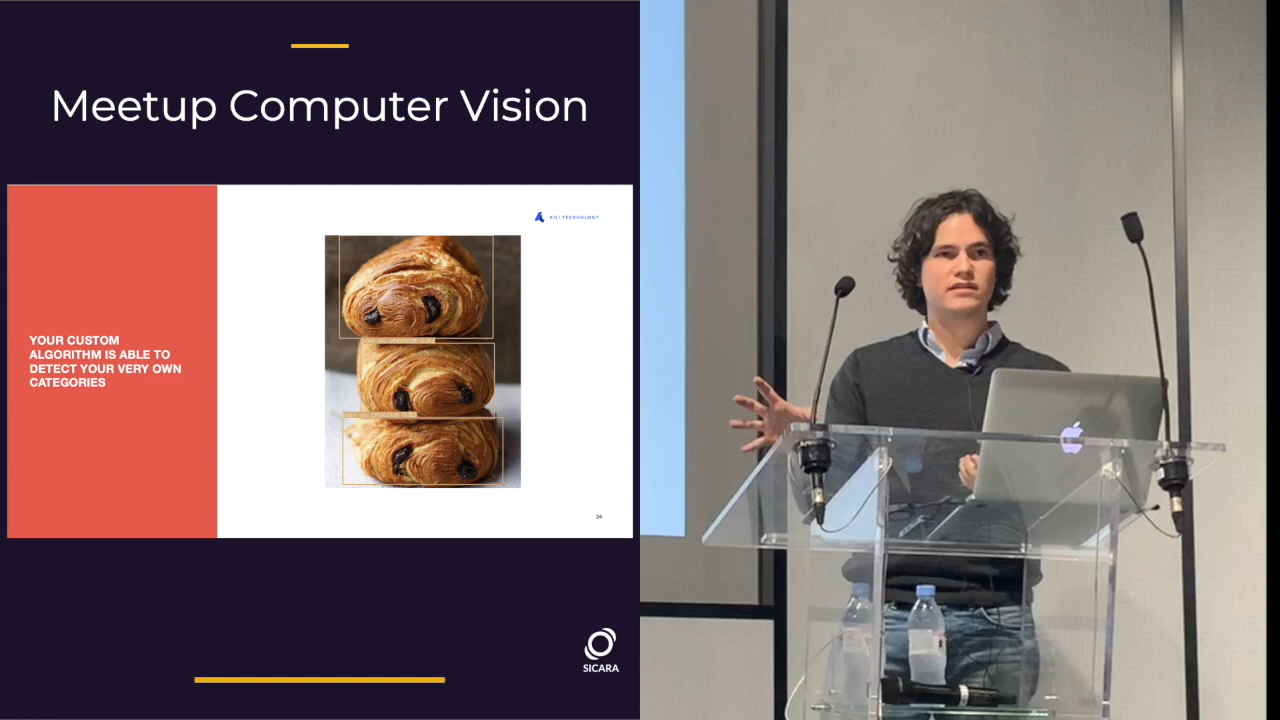 Meetup Computer Vision
KILI TECHNOLOGY
YOUR CUSTOM
ALGORITHM IS ABLE TO
DETECT YOUR VERY OWN
CATEGORIES
24
SICARA